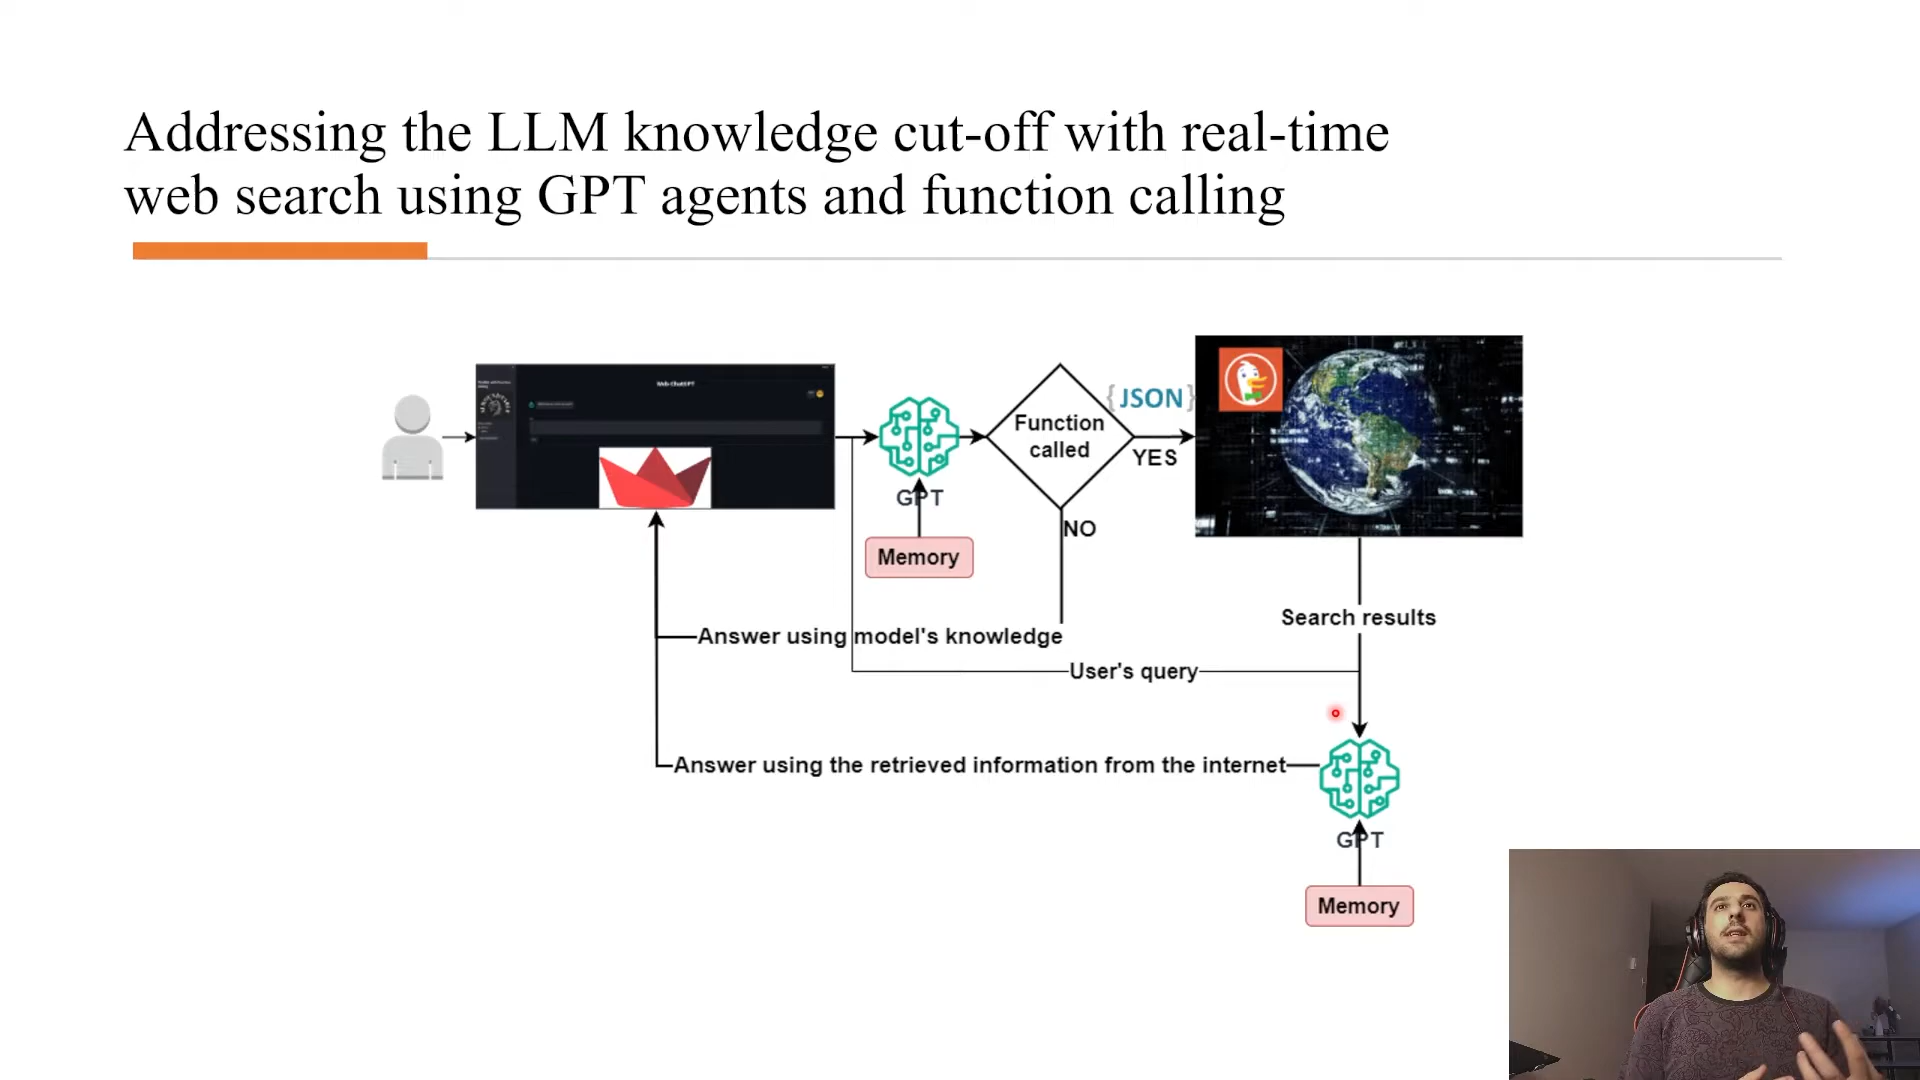 Addressing the LLM knowledge cut-off with real-time
web search using GPT agents and function calling
Web-ChatGPT
GPT
Memory
Function
called
{JSON}
YES
NO
Search results
Answer using model's knowledge
User's query
Answer using the retrieved information from the internet
GPT
Memory